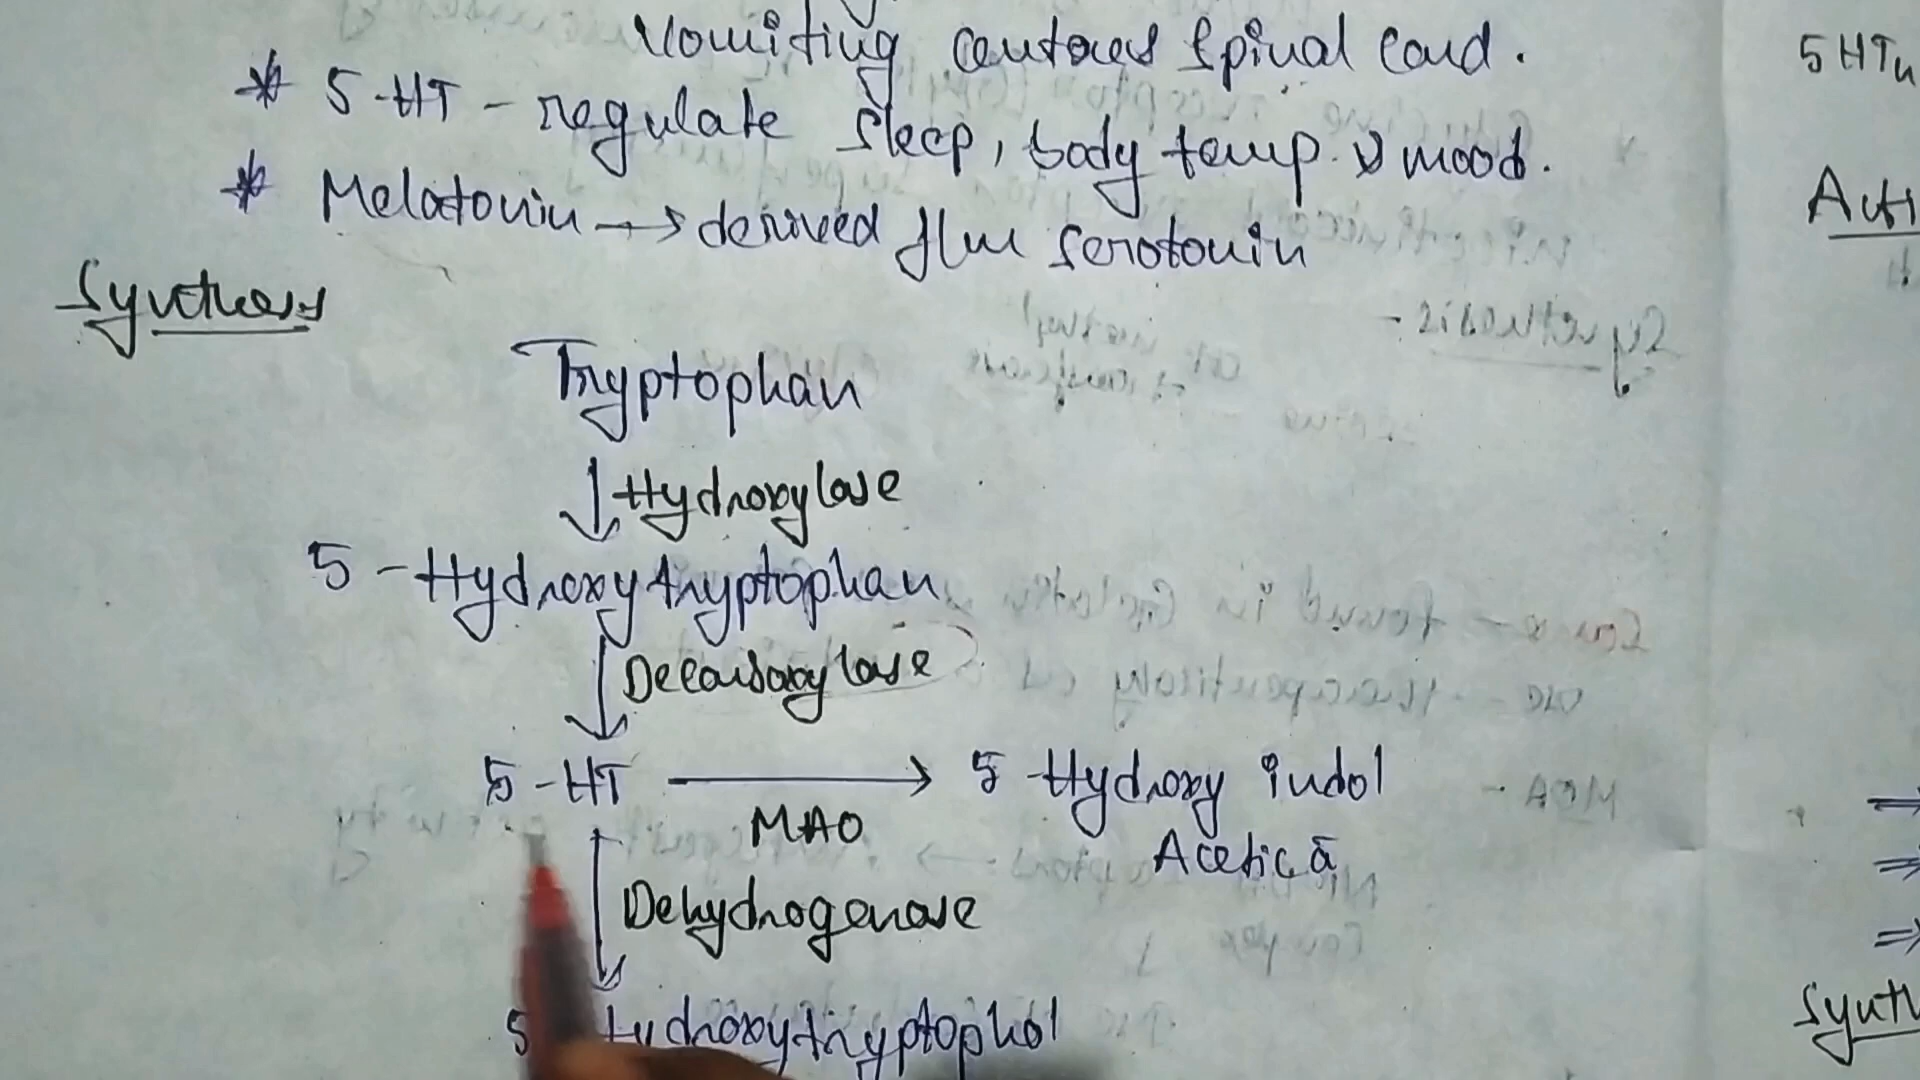 Vomiting centres spinal cord.
* 5-HT - regulate sleep, body temp. & mood.
* Melatonin → derived from serotonin
Synthesis
Tryptophan
↓ Hydroxylase
5-Hydroxytryptophan
↓ Decarboxylase
5-HT → 5-Hydroxy indol
MAO
Acetic a
↓ Dehydrogenase
5 Hydroxytryptophol
5HT
Acti
⇒
⇒
⇒
Synth